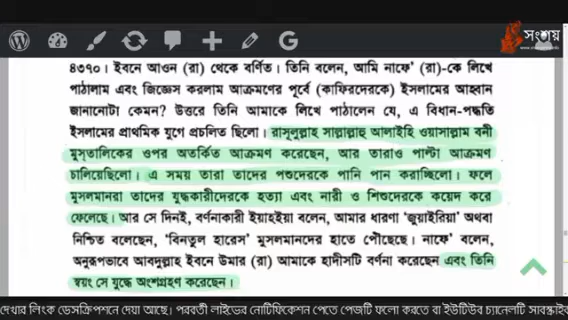 সংশয়
৪৩৭০। ইবনে আওন (রা) থেকে বর্ণিত। তিনি বলেন, আমি নাফে' (রা)-কে লিখে
পাঠালাম এবং জিজ্ঞেস করলাম আক্রমণের পূর্বে (কাফিরদেরকে) ইসলামের আহ্বান
জানানোটা কেমন? উত্তরে তিনি আমাকে লিখে পাঠালেন যে, এ বিধান-পদ্ধতি
ইসলামের প্রাথমিক যুগে প্রচলিত ছিলো। রাসূলুল্লাহ সাল্লাল্লাহু আলাইহি ওয়াসাল্লাম বনী
মুস্তালিকের ওপর অতর্কিত আক্রমণ করেছেন, আর তারাও পাল্টা আক্রমণ
চালিয়েছিলো। এ সময় তারা তাদের পশুদেরকে পানি পান করাচ্ছিলো। ফলে
মুসলমানরা তাদের যুদ্ধকারীদেরকে হত্যা এবং নারী ও শিশুদেরকে কয়েদ করে
ফেলেছে। আর সে দিনই, বর্ণনাকারী ইয়াহইয়া বলেন, আমার ধারণা 'জুয়াইরিয়া' অথবা
নিশ্চিত বলেছেন, 'বিনতুল হারেস' মুসলমানদের হাতে পৌঁছেছে। নাফে' বলেন,
অনুরূপভাবে আবদুল্লাহ ইবনে উমার (রা) আমাকে হাদীসটি বর্ণনা করেছেন এবং তিনি
স্বয়ং সে যুদ্ধে অংশগ্রহণ করেছেন।
দেখার লিংক ডেসক্রিপশনে দেয়া আছে। পরবর্তী লাইভের নোটিফিকেশন পেতে পেজটি ফলো করতে বা ইউটিউব চ্যানেলটি সাবস্ক্রাইব